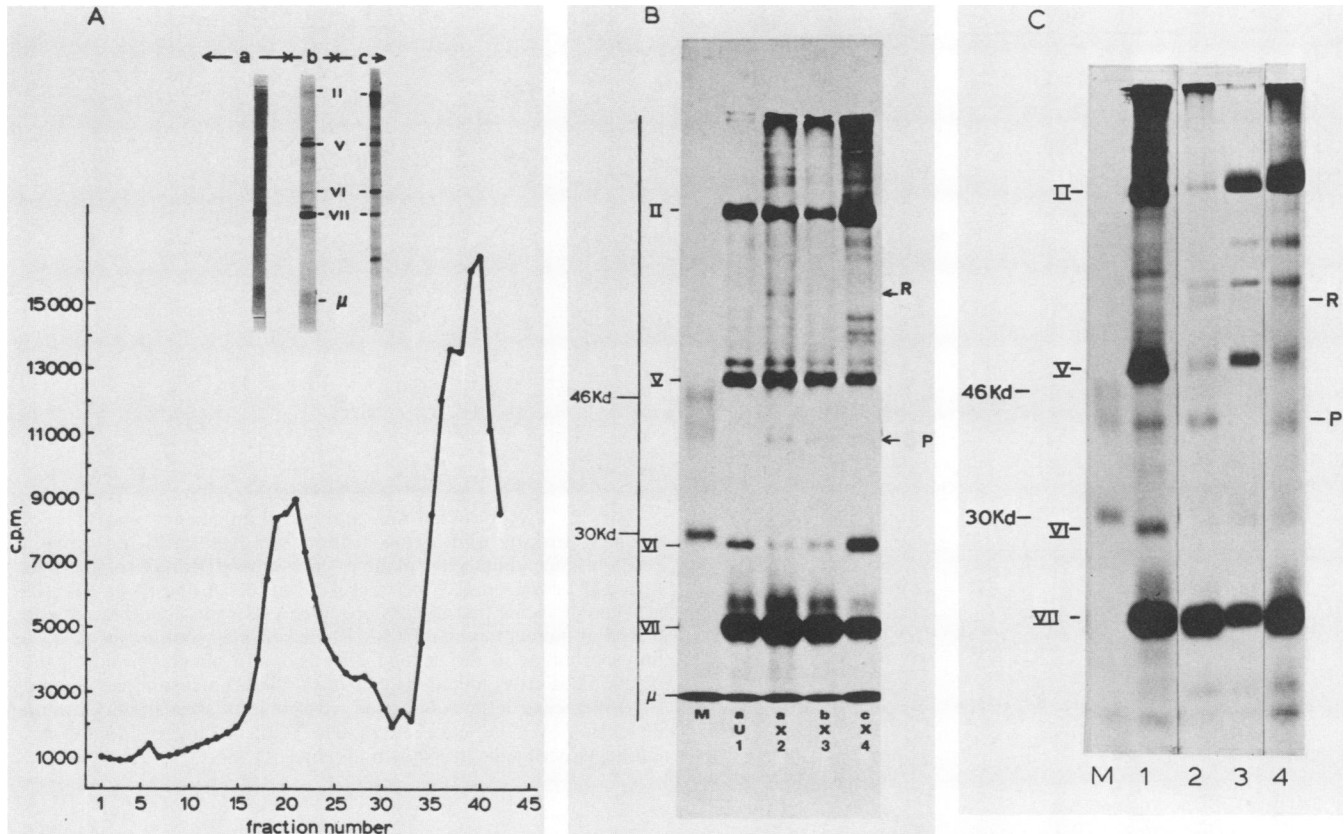 A
a b c
II
V
VI
VII
μ
15000
13000
11000
9000
7000
5000
3000
1000
c.p.m.
1 5 10 15 20 25 30 35 40 45
fraction number
B
II
V
46Kd
30Kd
VI
VII
μ
R
P
M a a b c
U X X X
1 2 3 4
C
II
V
46Kd
30Kd
VI
VII
R
P
M 1 2 3 4